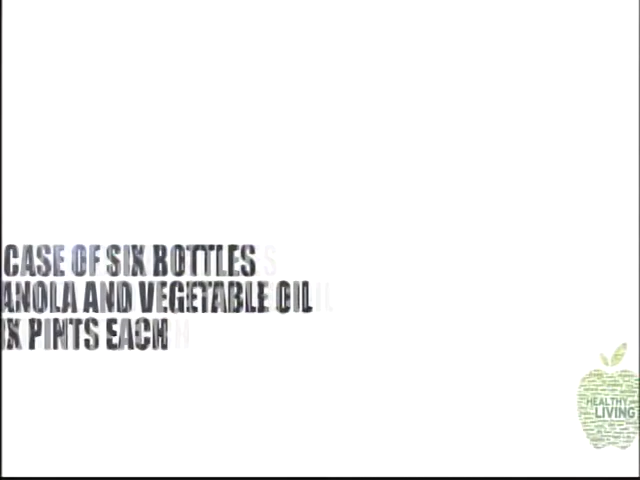 CASE OF SIX BOTTLES
ANOLA AND VEGETABLE OIL
X PINTS EACH
HEALTHY
LIVING